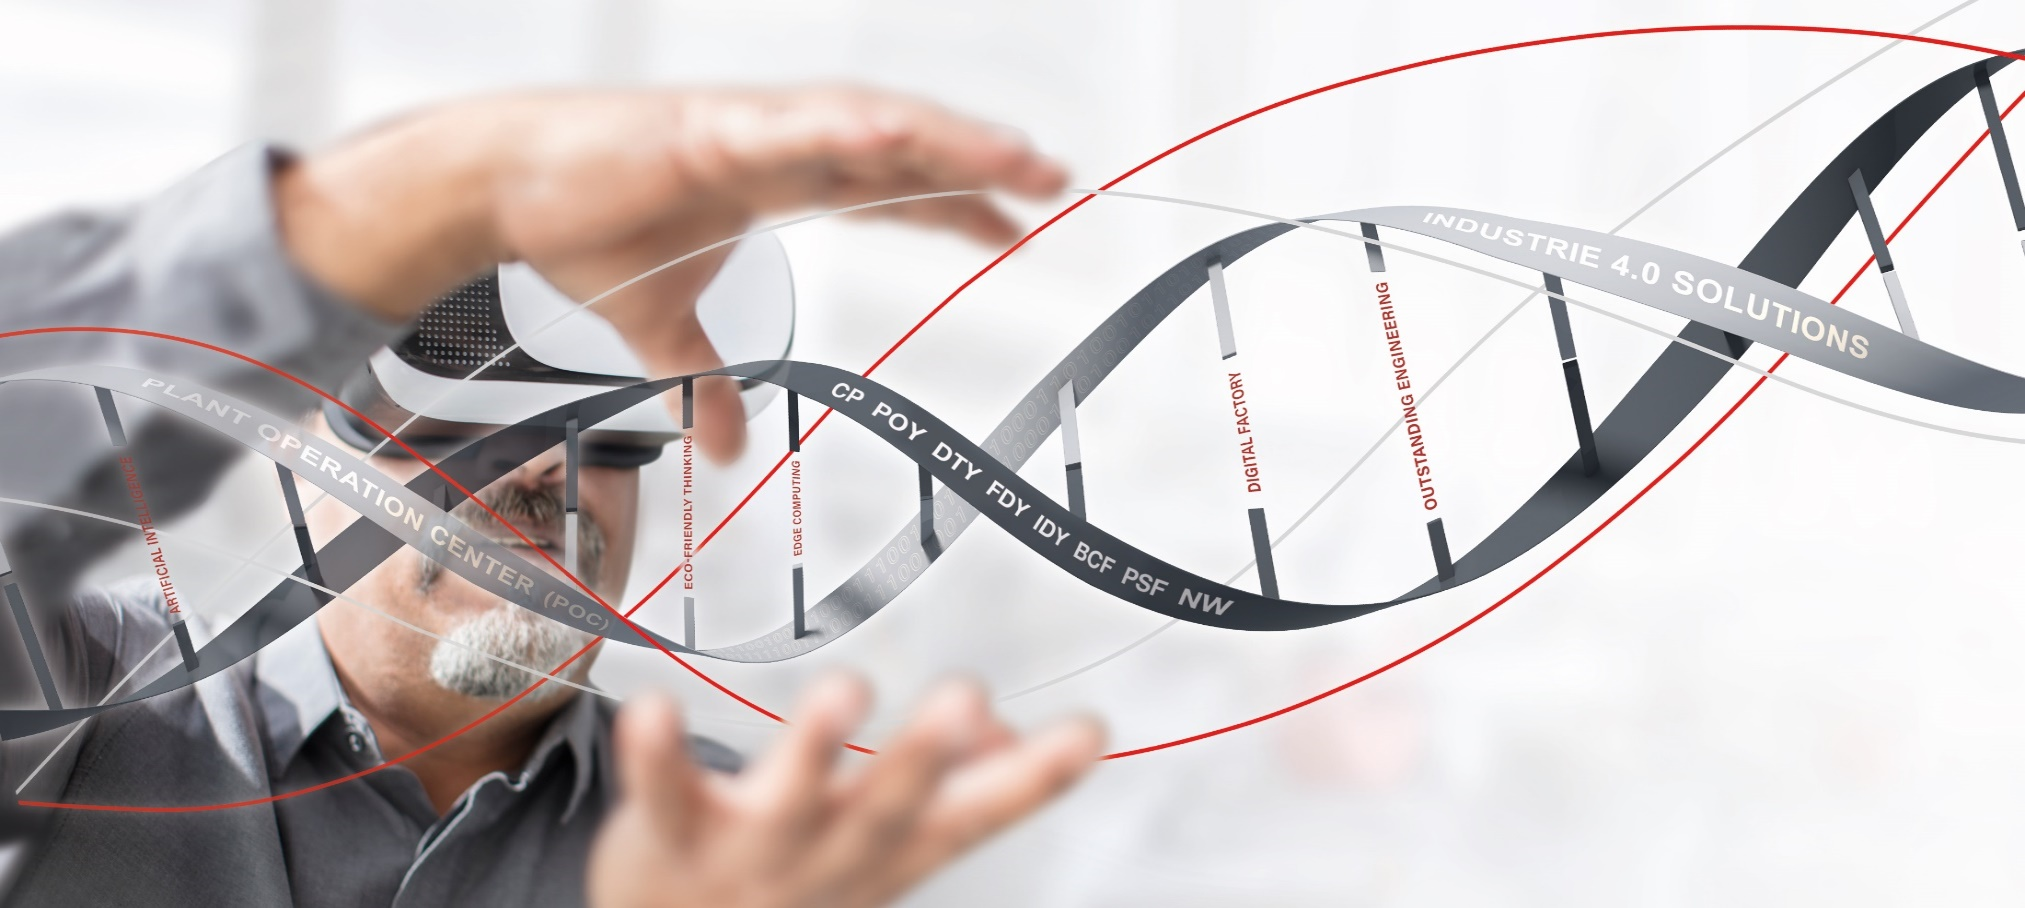 PLANT OPERATION CENTER (POC)
ARTIFICIAL INTELLIGENCE
ECO-FRIENDLY THINKING
EDGE COMPUTING
CP POY DTY FDY IDY BCF PSF NW
DIGITAL FACTORY
OUTSTANDING ENGINEERING
INDUSTRIE 4.0 SOLUTIONS